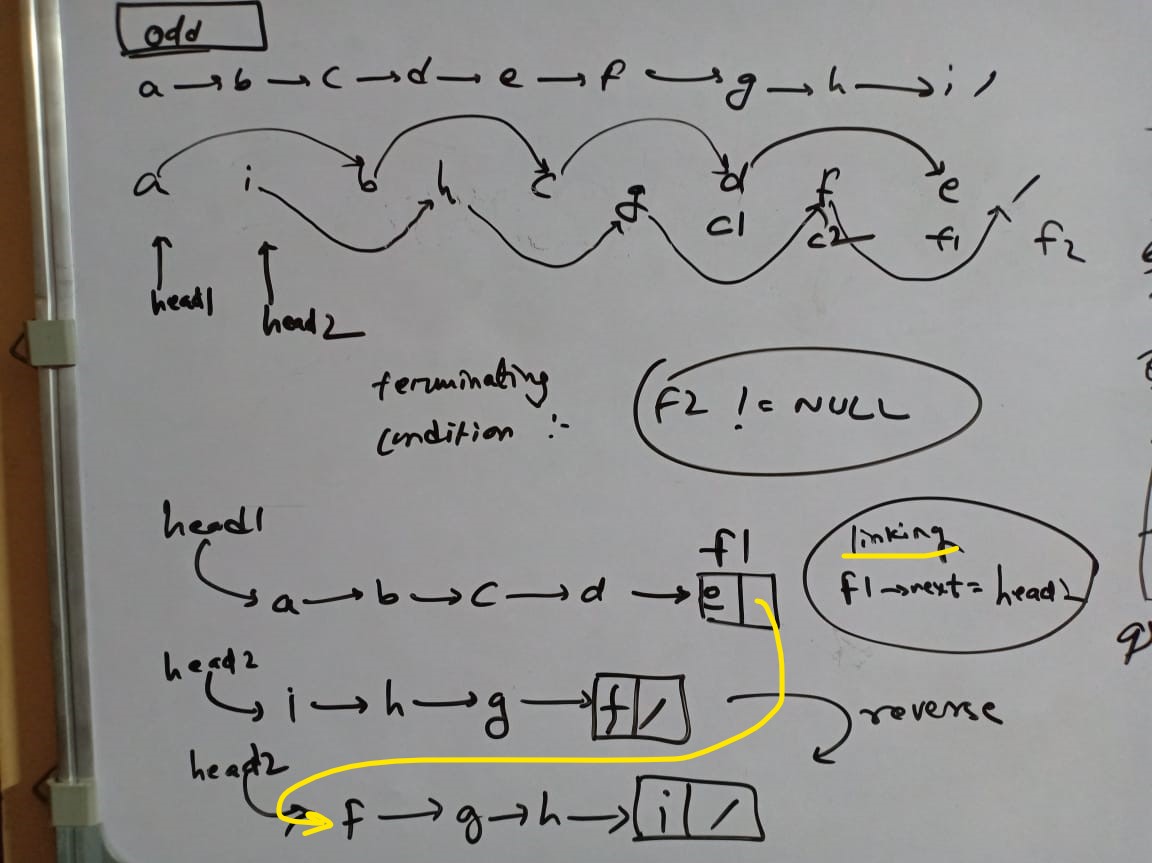 odd
a → b → c → d → e → f → g → h → i /
a i b h c g d f e /
c1 c2 f1 f2
head1 head2
terminating
condition :-
F2 != NULL
head1
a → b → c → d → e
f1
linking
f1→next = head2
head2
i → h → g → f /
reverse
head2
f → g → h → i /